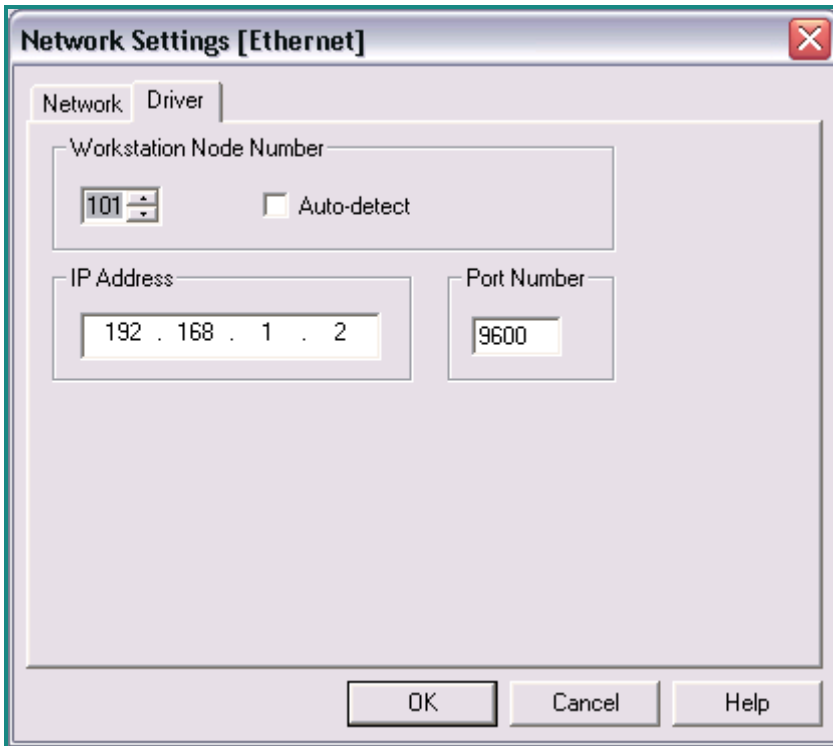 Network Settings [Ethernet]
Network Driver
Workstation Node Number
101 Auto-detect
IP Address Port Number
192 . 168 . 1 . 2 9600
OK Cancel Help